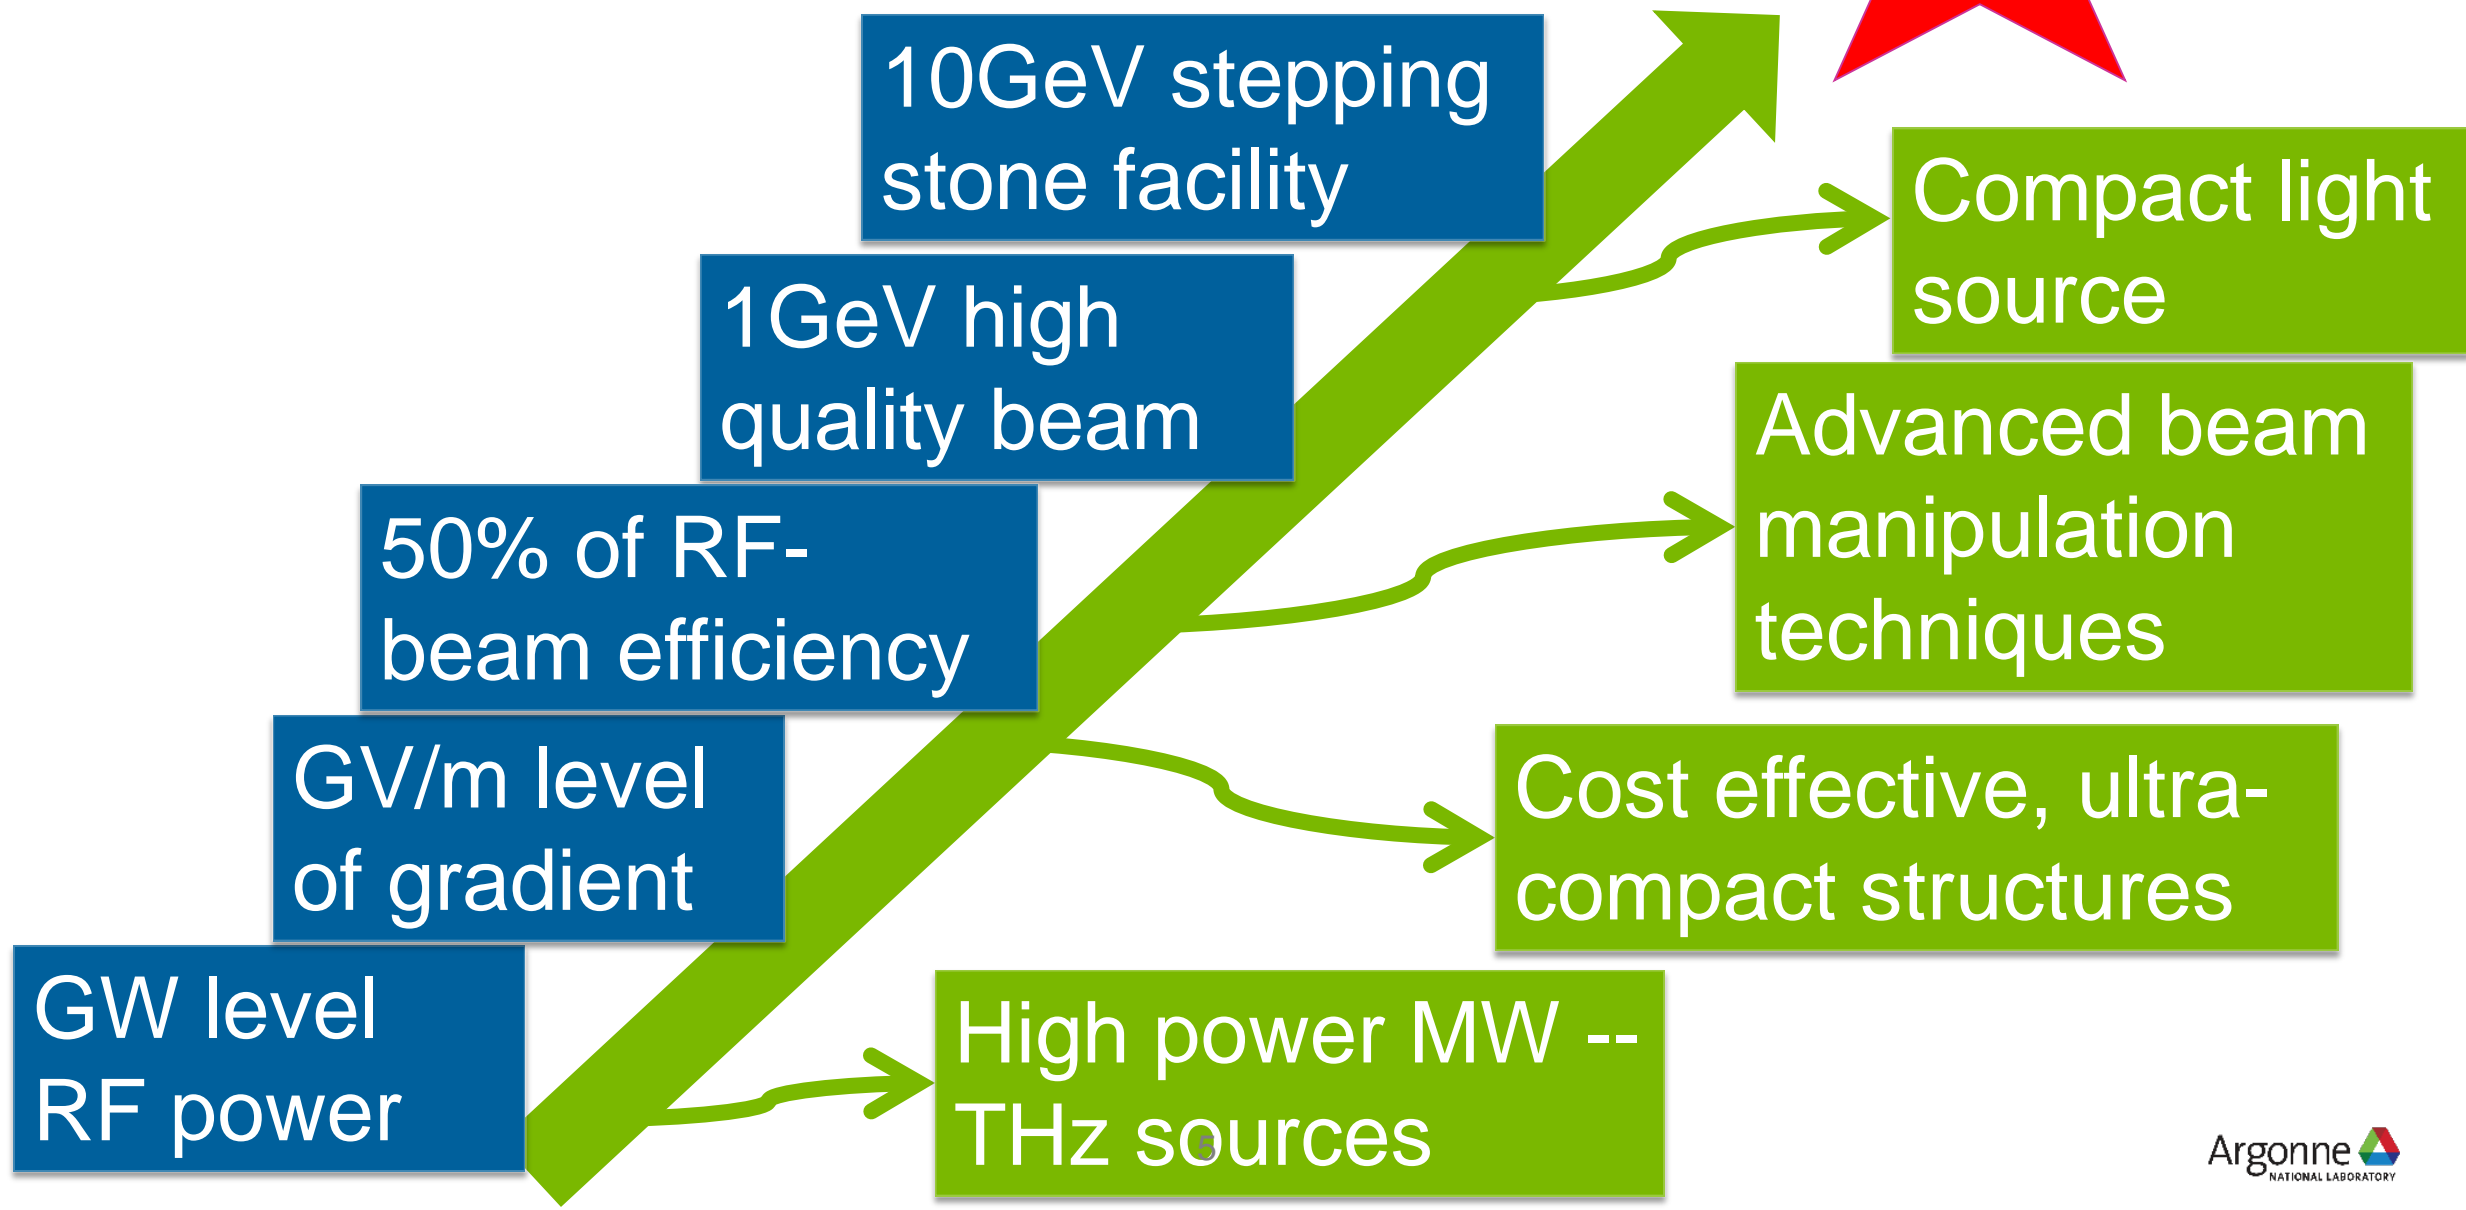 10GeV stepping
stone facility
Compact light
source
1GeV high
quality beam
Advanced beam
manipulation
techniques
50% of RF-
beam efficiency
GV/m level
of gradient
Cost effective, ultra-
compact structures
GW level
RF power
High power MW --
THz sources
5
Argonne
NATIONAL LABORATORY